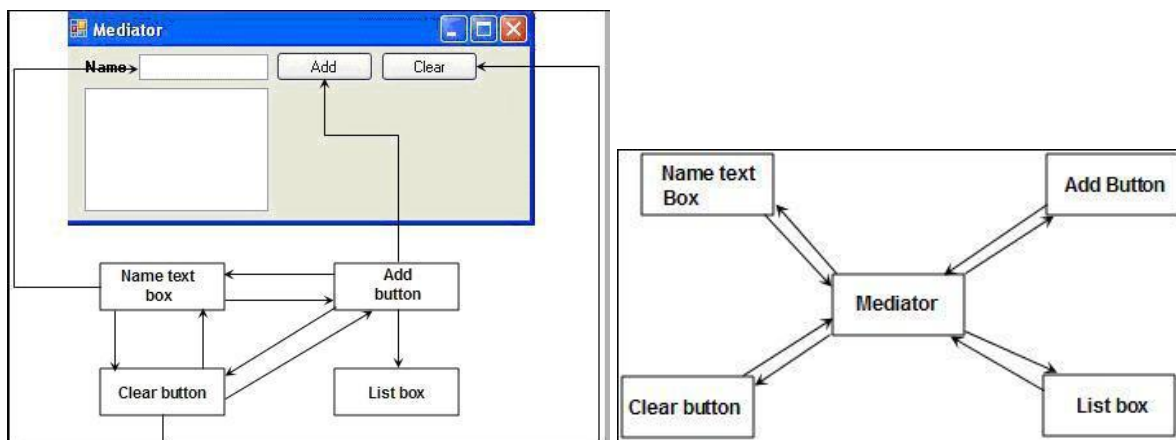 Mediator
Name
Add
Clear
Name text
box
Add
button
Clear button
List box
Name text
Box
Add Button
Mediator
Clear button
List box